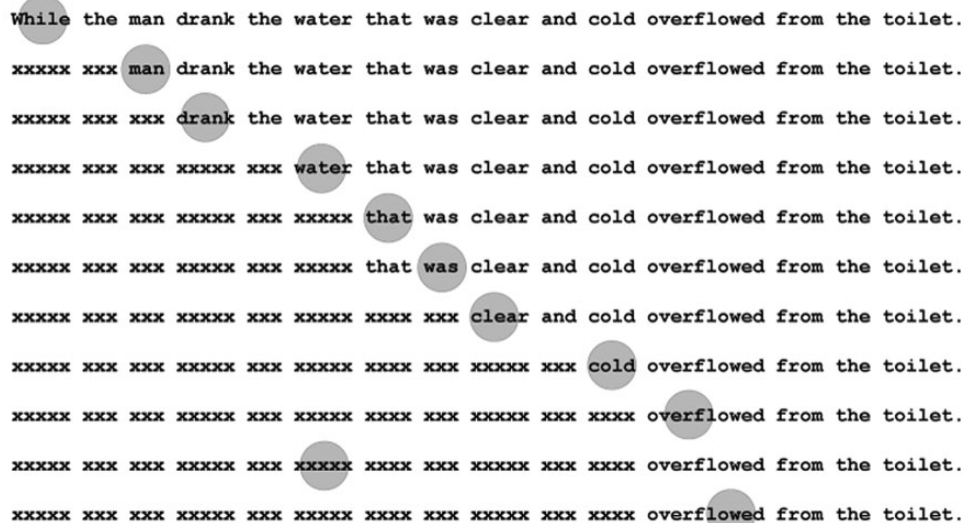 While the man drank the water that was clear and cold overflowed from the toilet.
xxxxx xxx man drank the water that was clear and cold overflowed from the toilet.
xxxxx xxx xxx drank the water that was clear and cold overflowed from the toilet.
xxxxx xxx xxx xxxxx xxx water that was clear and cold overflowed from the toilet.
xxxxx xxx xxx xxxxx xxx xxxxx that was clear and cold overflowed from the toilet.
xxxxx xxx xxx xxxxx xxx xxxxx that was clear and cold overflowed from the toilet.
xxxxx xxx xxx xxxxx xxx xxxxx xxxx xxx clear and cold overflowed from the toilet.
xxxxx xxx xxx xxxxx xxx xxxxx xxxx xxx xxxxx xxx cold overflowed from the toilet.
xxxxx xxx xxx xxxxx xxx xxxxx xxxx xxx xxxxx xxx xxxx overflowed from the toilet.
xxxxx xxx xxx xxxxx xxx xxxxx xxxx xxx xxxxx xxx xxxx overflowed from the toilet.
xxxxx xxx xxx xxxxx xxx xxxxx xxxx xxx xxxxx xxx xxxx overflowed from the toilet.